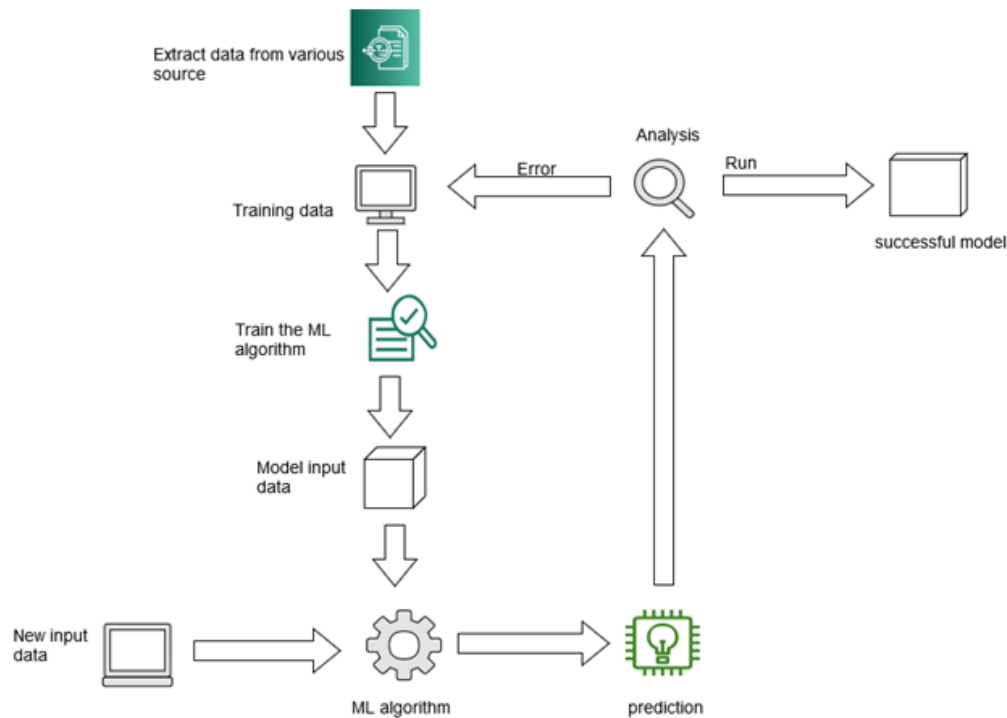 Extract data from various
source
Analysis
Error
Run
Training data
successful model
Train the ML
algorithm
Model input
data
New input
data
ML algorithm
prediction